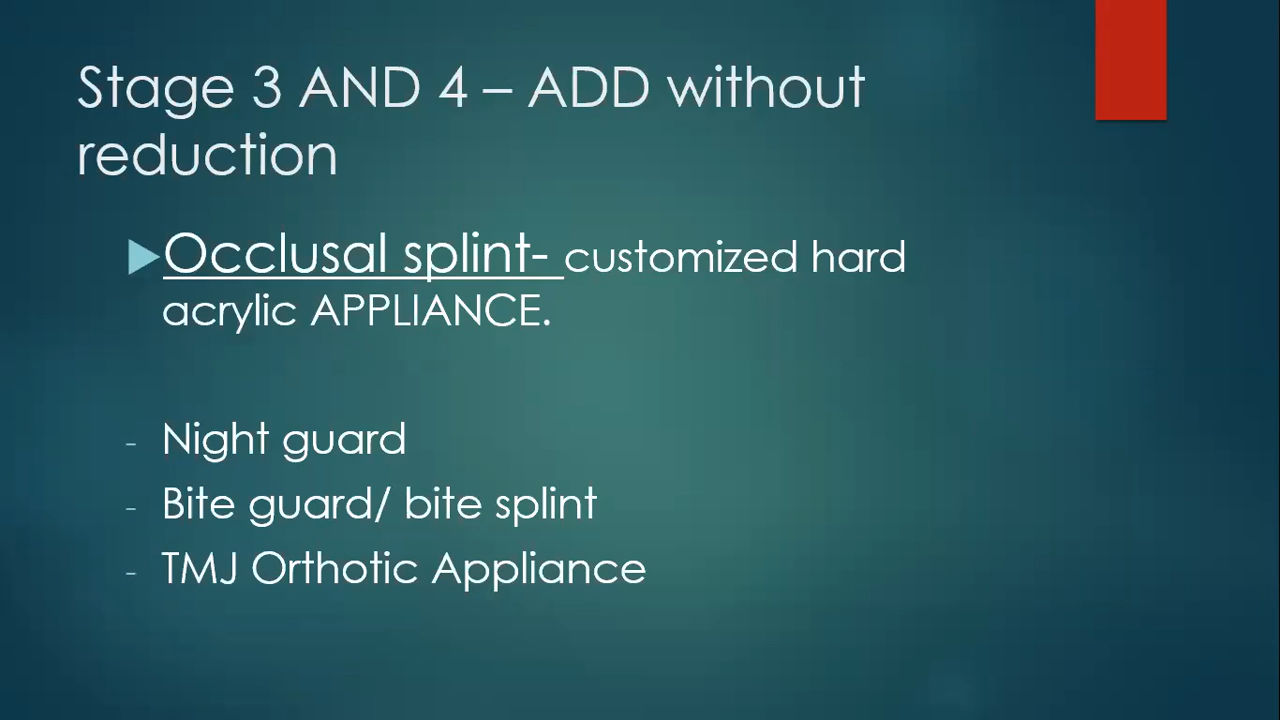 Stage 3 AND 4 – ADD without
reduction
Occlusal splint- customized hard
acrylic APPLIANCE.
- Night guard
- Bite guard/ bite splint
- TMJ Orthotic Appliance